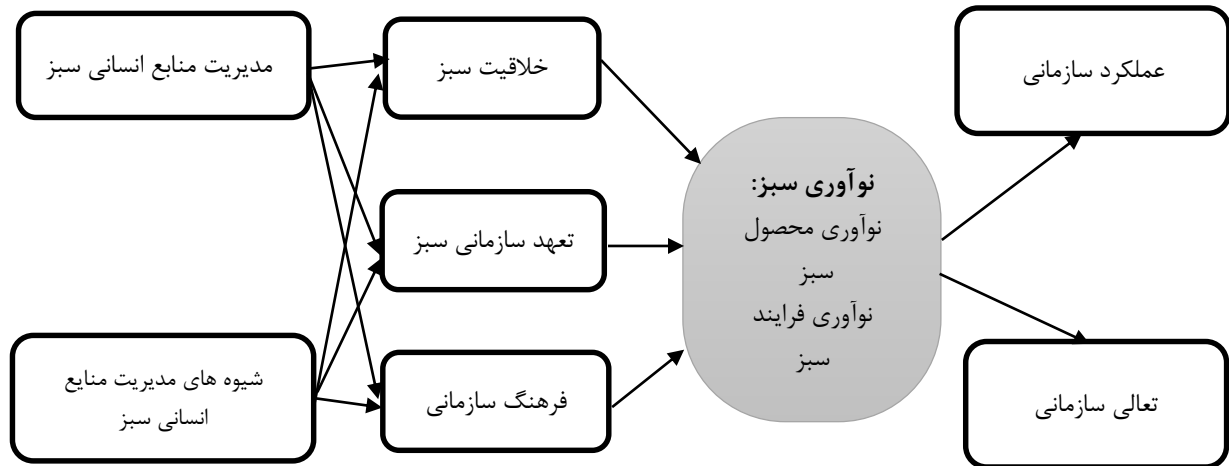 مدیریت منابع انسانی سبز
خلاقیت سبز
عملکرد سازمانی
نوآوری سبز:
نوآوری محصول
سبز
نوآوری فرایند
سبز
تعهد سازمانی سبز
شیوه های مدیریت منایع
انسانی سبز
فرهنگ سازمانی
تعالی سازمانی